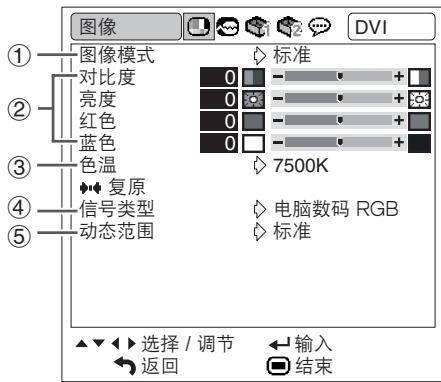 图像 DVI
① 图像模式 标准
② 对比度 0 - +
亮度 0 - +
红色 0 - +
蓝色 0 - +
③ 色温 7500K
复原
④ 信号类型 电脑数码 RGB
⑤ 动态范围 标准
选择 / 调节 输入
返回 结束